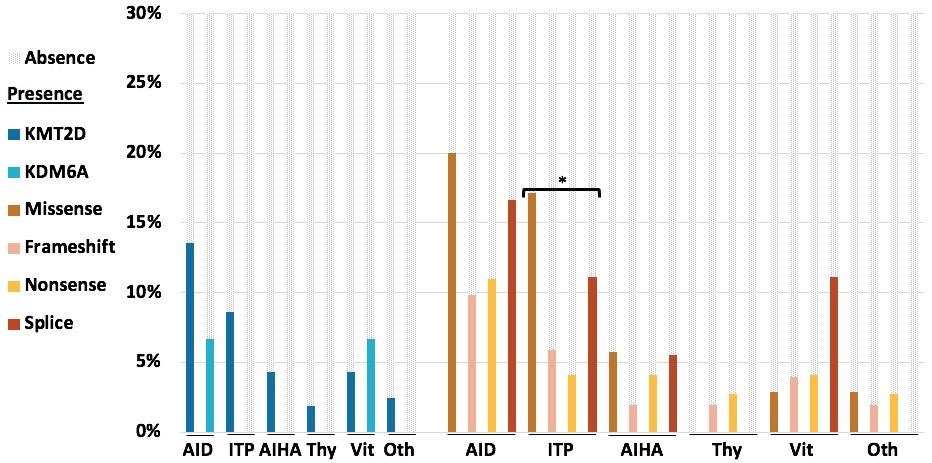 30%
Absence
25%
Presence
KMT2D
20%
KDM6A
*
Missense
15%
Frameshift
Nonsense
10%
Splice
5%
0%
AID ITP AIHA Thy Vit Oth AID ITP AIHA Thy Vit Oth